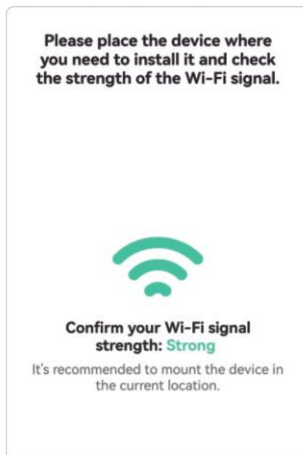 Please place the device where
you need to install it and check
the strength of the Wi-Fi signal.
Confirm your Wi-Fi signal
strength: Strong
It's recommended to mount the device in
the current location.